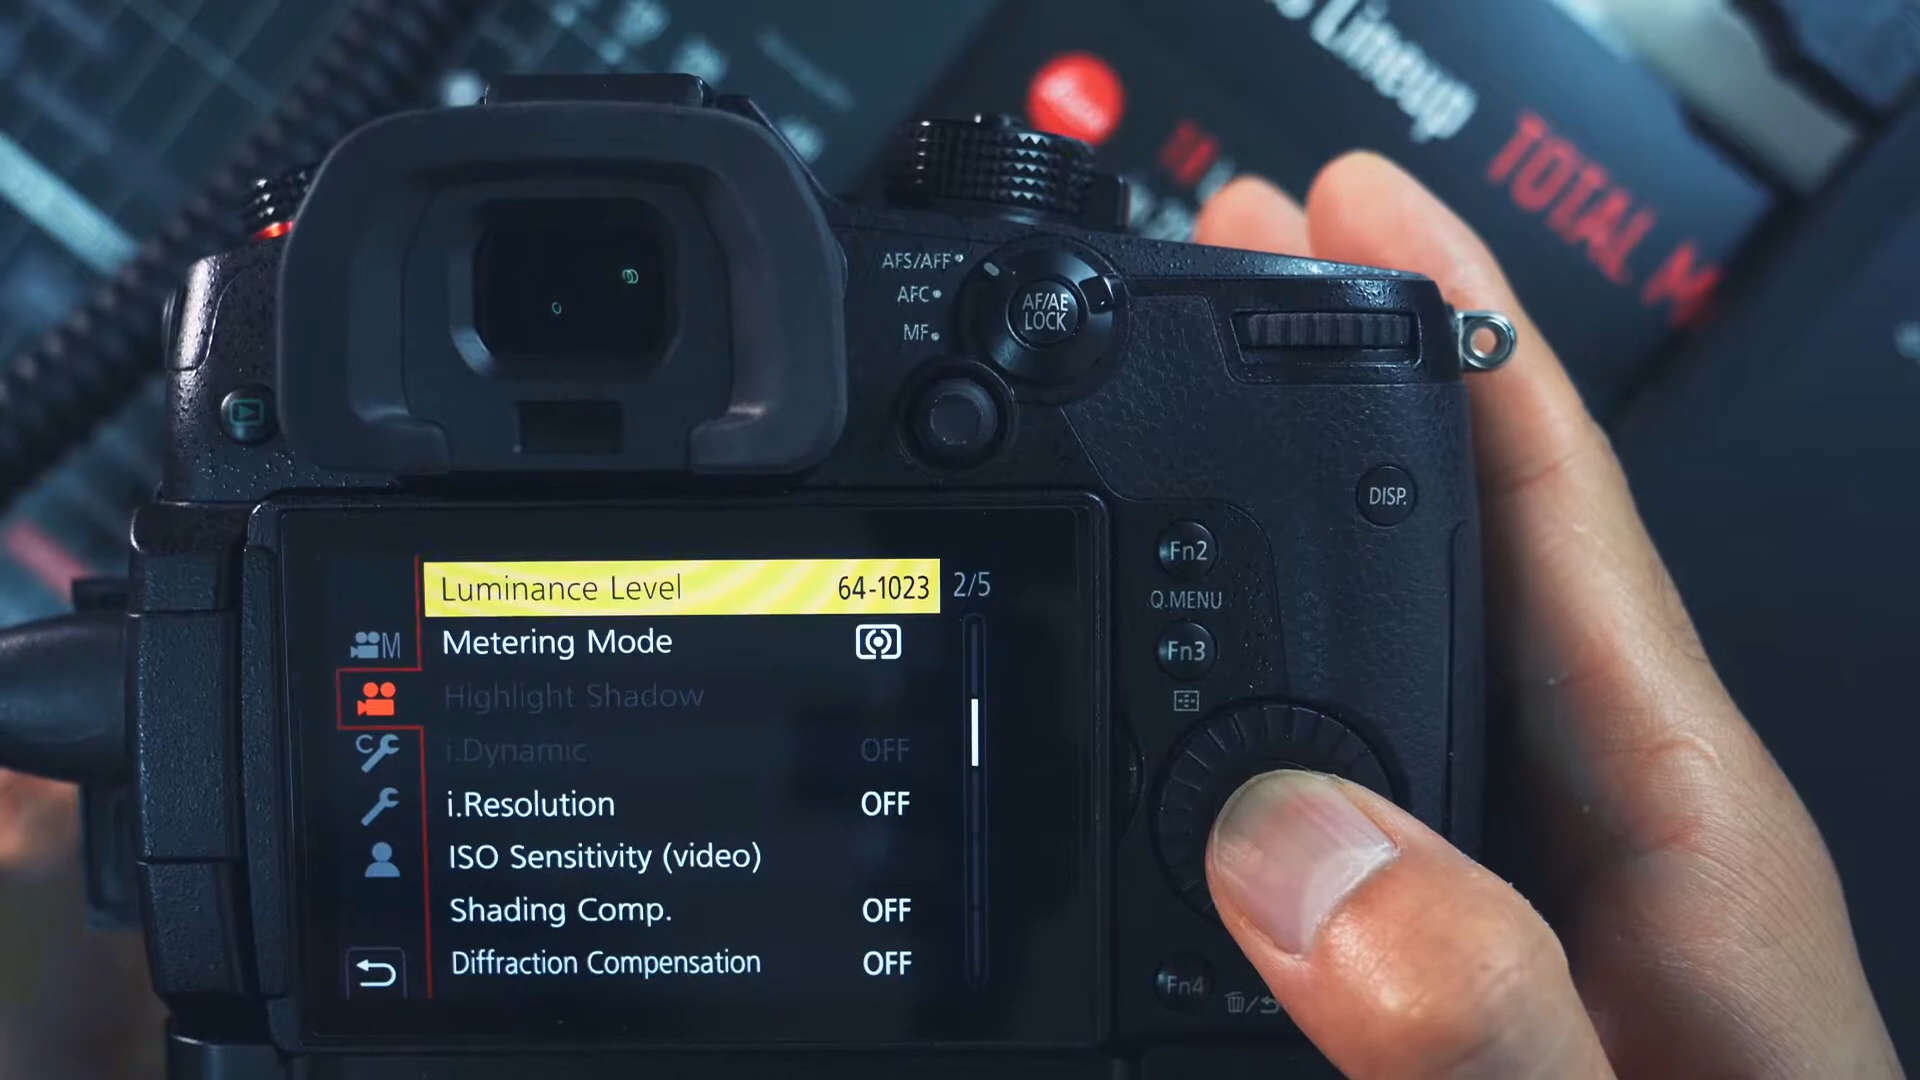 Lineup
TOTAL
AFS/AFF
AFC
MF
AF/AE
LOCK
DISP.
Fn2
Q.MENU
Fn3
Fn4
Luminance Level 64-1023 2/5
Metering Mode
M
Highlight Shadow
i.Dynamic OFF
C
i.Resolution OFF
ISO Sensitivity (video)
Shading Comp. OFF
Diffraction Compensation OFF